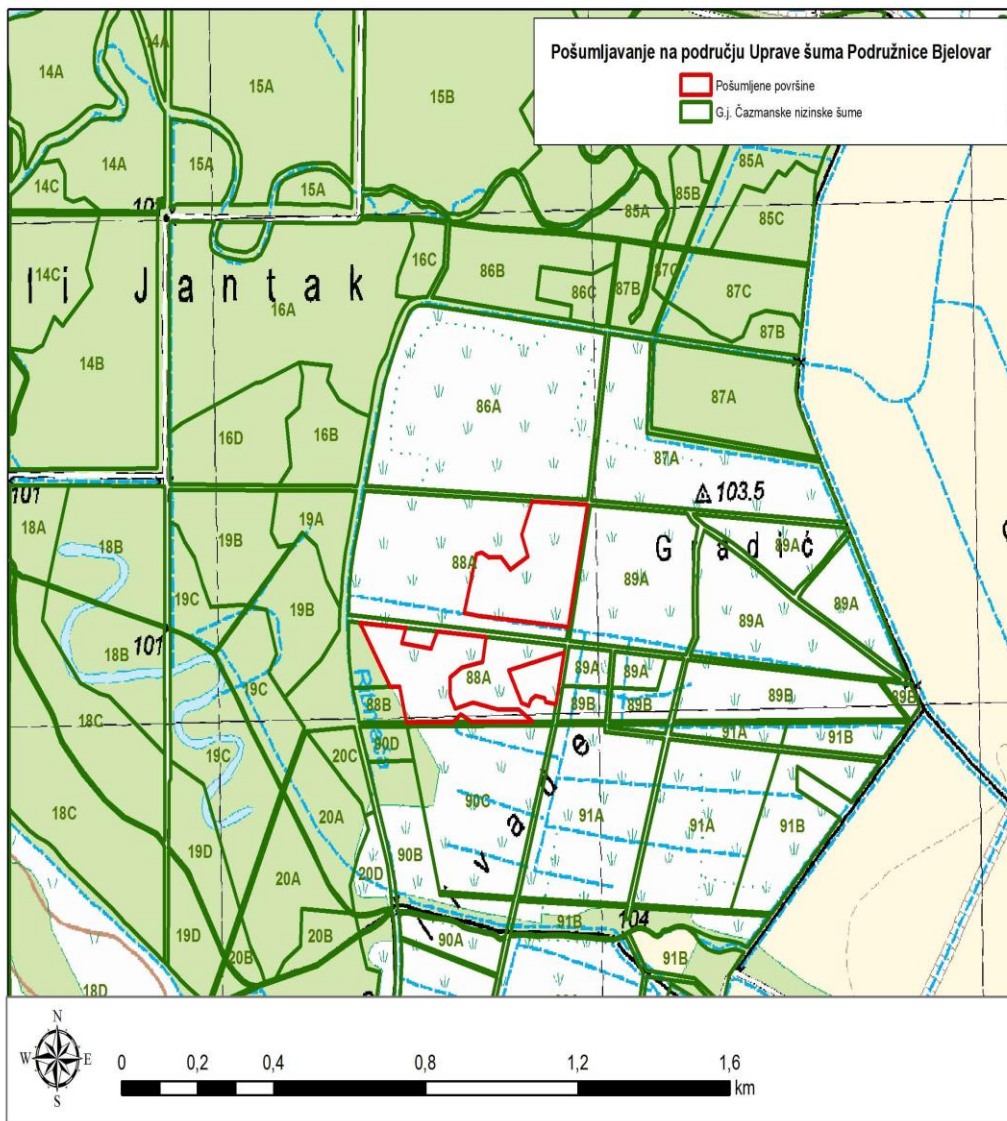 Pošumljavanje na području Uprave šuma Podružnice Bjelovar
Pošumljene površine
G.j. Čazmanske nizinske šume
14A
14A
15A
15B
14A
15A
85A
14C
15A
85B
85A
85C
101
14C
16C
86B
87C
86C
87B
87C
l i J a n t a k
16A
87B
14B
87A
86A
16D
16B
87A
101
103.5
18A
18B
19B
19A
G r a d i ć
89A
88A
89A
19C
19B
89A
89A
18B
101
89A
89A
88A
19C
88B
89B
89B
89B
89B
18C
91A
91B
19C
20C
90D
90C
18C
20A
91A
91A
91B
90B
19D
20A
20D
91B
104
19D
20B
90A
20B
91B
18D
N
W
E
S
0
0,2
0,4
0,8
1,2
1,6
km